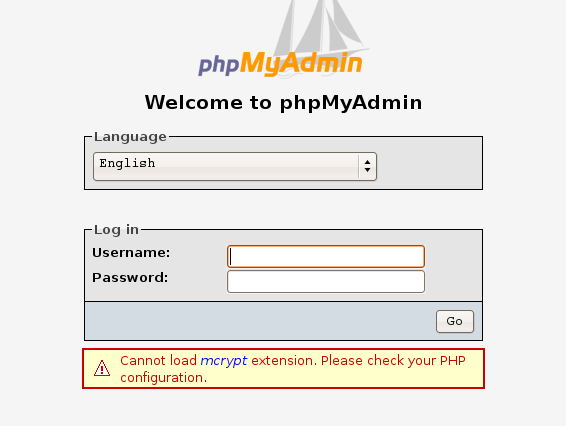 phpMyAdmin
Welcome to phpMyAdmin
Language
English
Log in
Username:
Password:
Go
Cannot load mcrypt extension. Please check your PHP
configuration.